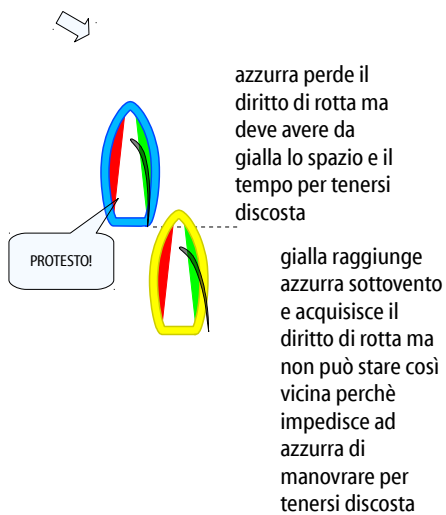 azzurra perde il
diritto di rotta ma
deve avere da
gialla lo spazio e il
tempo per tenersi
discosta
PROTESTO!
gialla raggiunge
azzurra sottovento
e acquisisce il
diritto di rotta ma
non può stare così
vicina perchè
impedisce ad
azzurra di
manovrare per
tenersi discosta